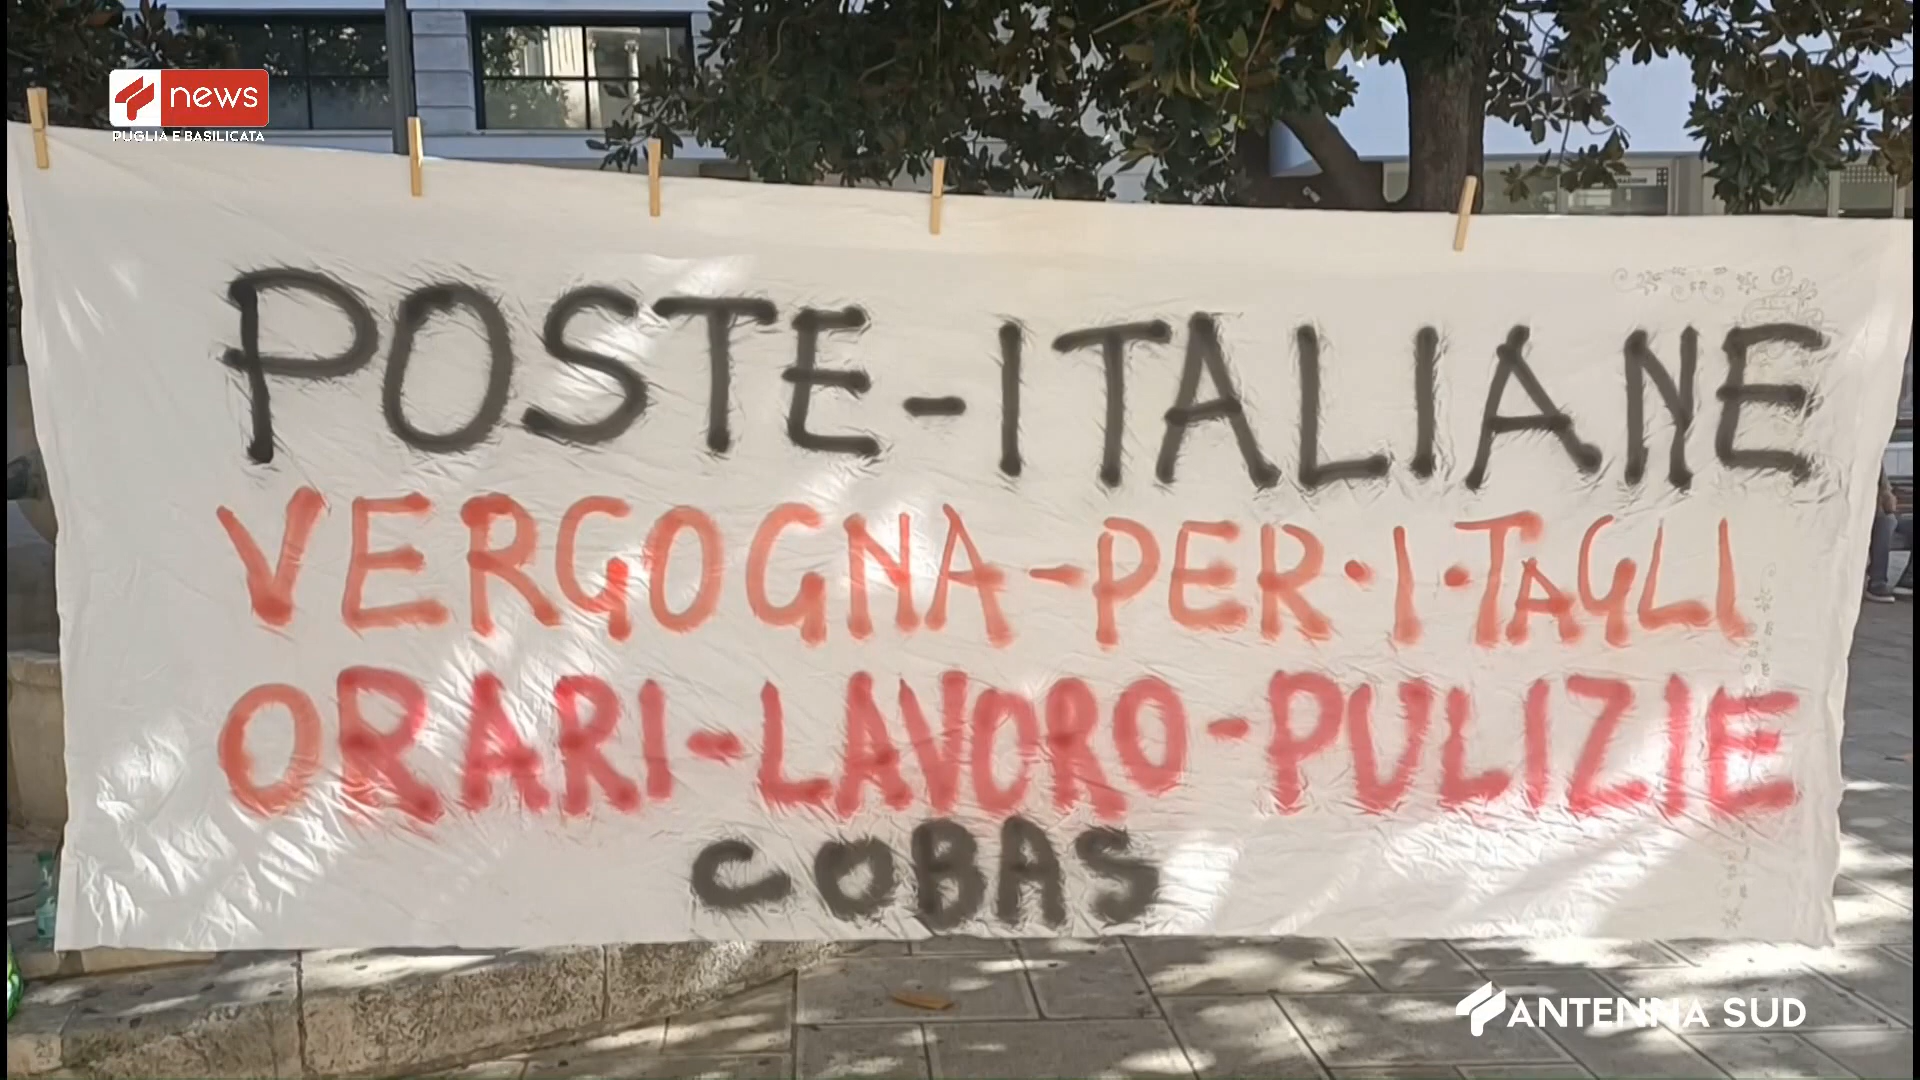 news
PUGLIA E BASILICATA
POSTE-ITALIANE
VERGOGNA-PER·I·TAGLI
ORARI-LAVORO-PULIZIE
COBAS
ANTENNA SUD